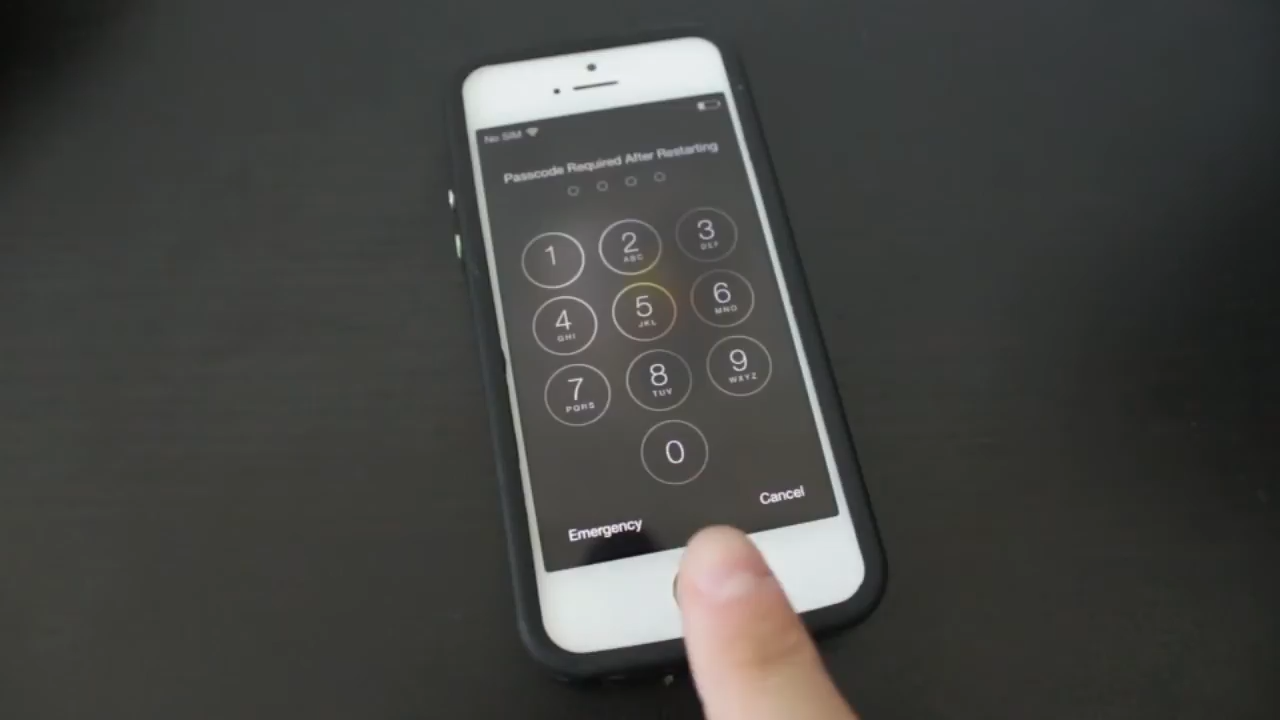 No SIM
Passcode Required After Restarting
1
2
ABC
3
DEF
4
GHI
5
JKL
6
MNO
7
PQRS
8
TUV
9
WXYZ
0
Emergency
Cancel